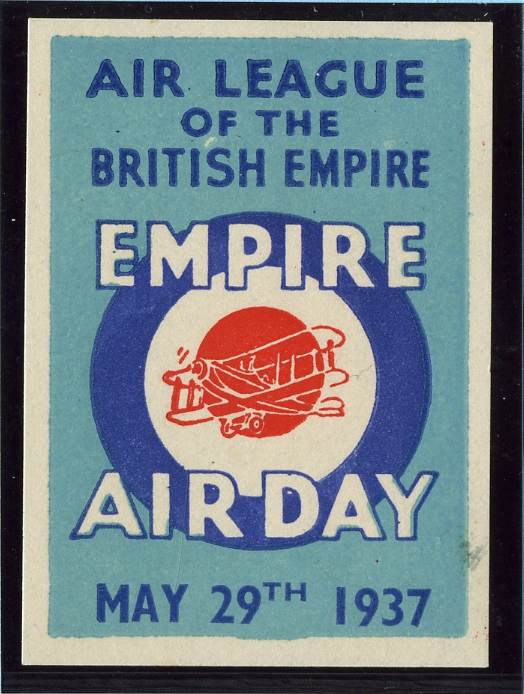 AIR LEAGUE
OF THE
BRITISH EMPIRE
EMPIRE
AIR DAY
MAY 29TH 1937